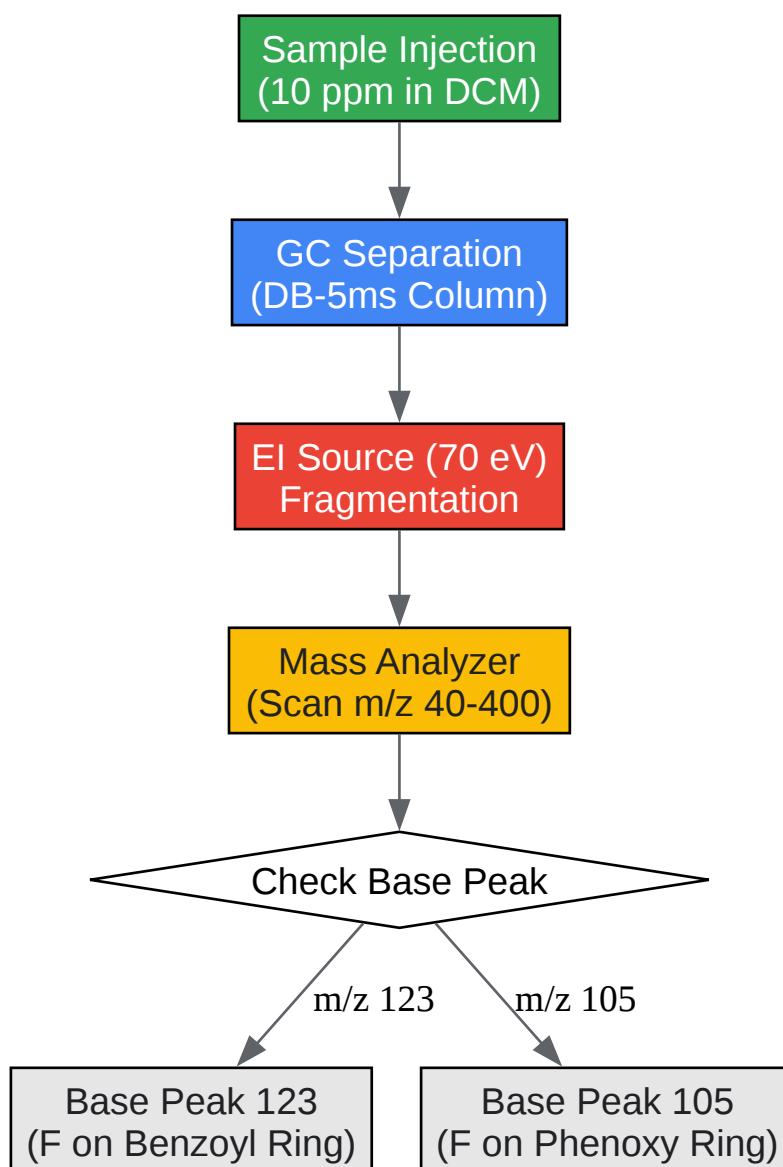 Sample Injection
(10 ppm in DCM)
GC Separation
(DB-5ms Column)
EI Source (70 eV)
Fragmentation
Mass Analyzer
(Scan m/z 40-400)
Check Base Peak
m/z 123
m/z 105
Base Peak 123
(F on Benzoyl Ring)
Base Peak 105
(F on Phenoxy Ring)